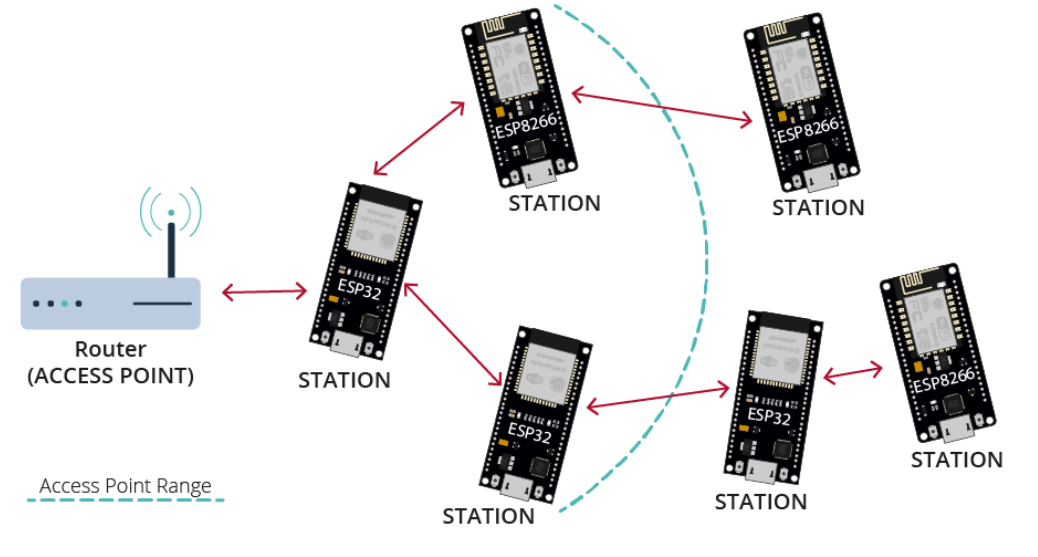 ESP8266
STATION
ESP8266
STATION
ESP32
STATION
Router
(ACCESS POINT)
ESP32
STATION
ESP32
STATION
ESP8266
STATION
Access Point Range